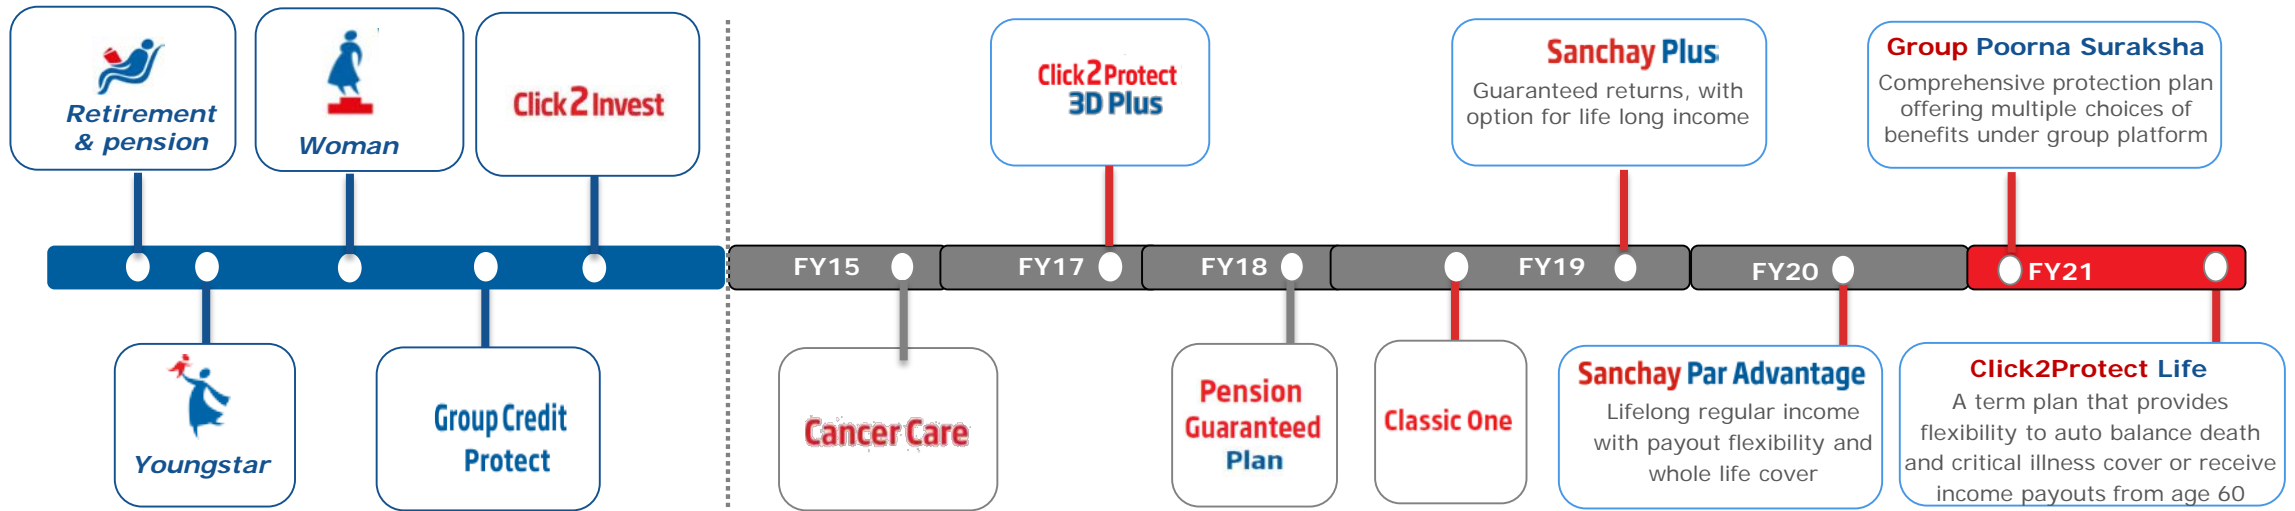 Retirement
& pension
Woman
Click2Invest
Click2Protect
3D Plus
Sanchay Plus
Guaranteed returns, with
option for life long income
Group Poorna Suraksha
Comprehensive protection plan
offering multiple choices of
benefits under group platform
FY15
FY17
FY18
FY19
FY20
FY21
Youngstar
Group Credit
Protect
Cancer Care
Pension
Guaranteed
Plan
Classic One
Sanchay Par Advantage
Lifelong regular income
with payout flexibility and
whole life cover
Click2Protect Life
A term plan that provides
flexibility to auto balance death
and critical illness cover or receive
income payouts from age 60